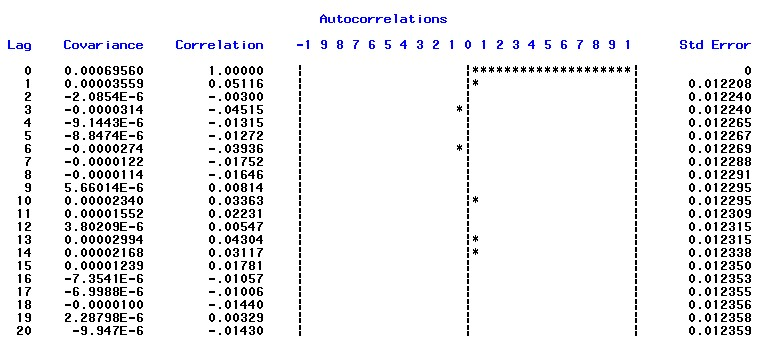 Autocorrelations
Lag Covariance Correlation -1 9 8 7 6 5 4 3 2 1 0 1 2 3 4 5 6 7 8 9 1 Std Error
0 0.00069560 1.00000 | |********************| 0
1 0.00003559 0.05116 | |* | 0.012208
2 -2.0854E-6 -.00300 | | | 0.012240
3 -0.0000314 -.04515 | *| | 0.012240
4 -9.1443E-6 -.01315 | | | 0.012265
5 -8.8474E-6 -.01272 | | | 0.012267
6 -0.0000274 -.03936 | *| | 0.012269
7 -0.0000122 -.01752 | | | 0.012288
8 -0.0000114 -.01646 | | | 0.012291
9 5.66014E-6 0.00814 | | | 0.012295
10 0.00002340 0.03363 | |* | 0.012295
11 0.00001552 0.02231 | | | 0.012309
12 3.80209E-6 0.00547 | | | 0.012315
13 0.00002994 0.04304 | |* | 0.012315
14 0.00002168 0.03117 | |* | 0.012338
15 0.00001239 0.01781 | | | 0.012350
16 -7.3541E-6 -.01057 | | | 0.012353
17 -6.9988E-6 -.01006 | | | 0.012355
18 -0.0000100 -.01440 | | | 0.012356
19 2.28798E-6 0.00329 | | | 0.012358
20 -9.947E-6 -.01430 | | | 0.012359